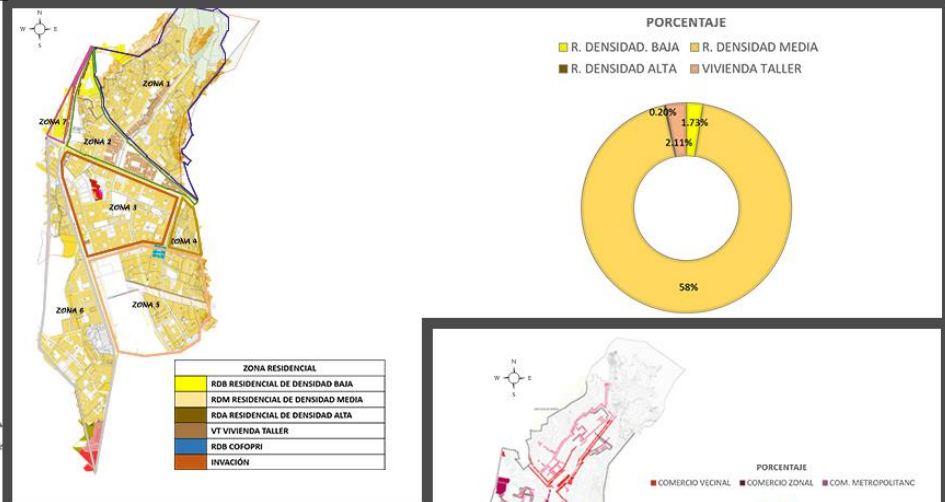 N
W E
S
ZONA 1
ZONA 7
ZONA 2
ZONA 3
ZONA 4
ZONA 5
ZONA 6
ZONA RESIDENCIAL
RDB RESIDENCIAL DE DENSIDAD BAJA
RDM RESIDENCIAL DE DENSIDAD MEDIA
RDA RESIDENCIAL DE DENSIDAD ALTA
VT VIVIENDA TALLER
RDB COFOPRI
INVACIÓN
PORCENTAJE
R. DENSIDAD. BAJA R. DENSIDAD MEDIA
R. DENSIDAD ALTA VIVIENDA TALLER
0.20%
1.73%
2.11%
58%
N
W E
S
PORCENTAJE
COMERCIO VECINAL COMERCIO ZONAL COM. METROPOLITANC